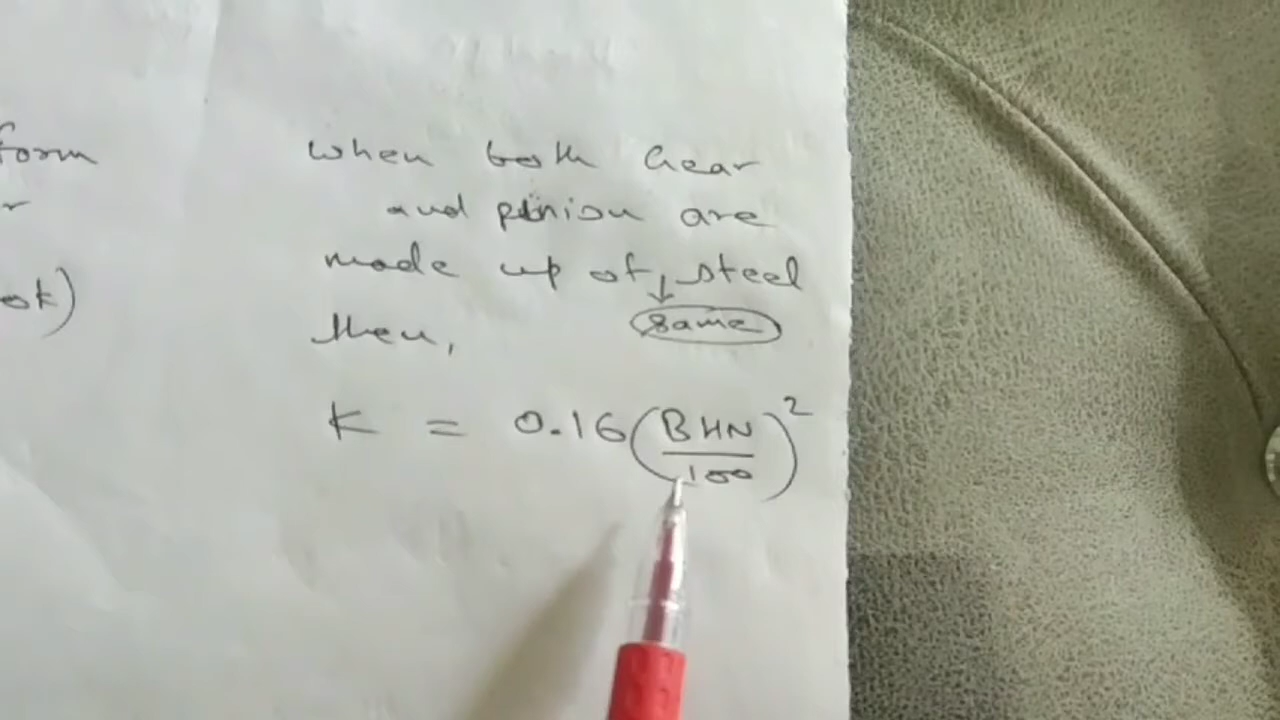 form
r
ok)
when both Gear
and pinion are
made up of ↓ steel
same
then,
K = 0.16 (BHN/100)²